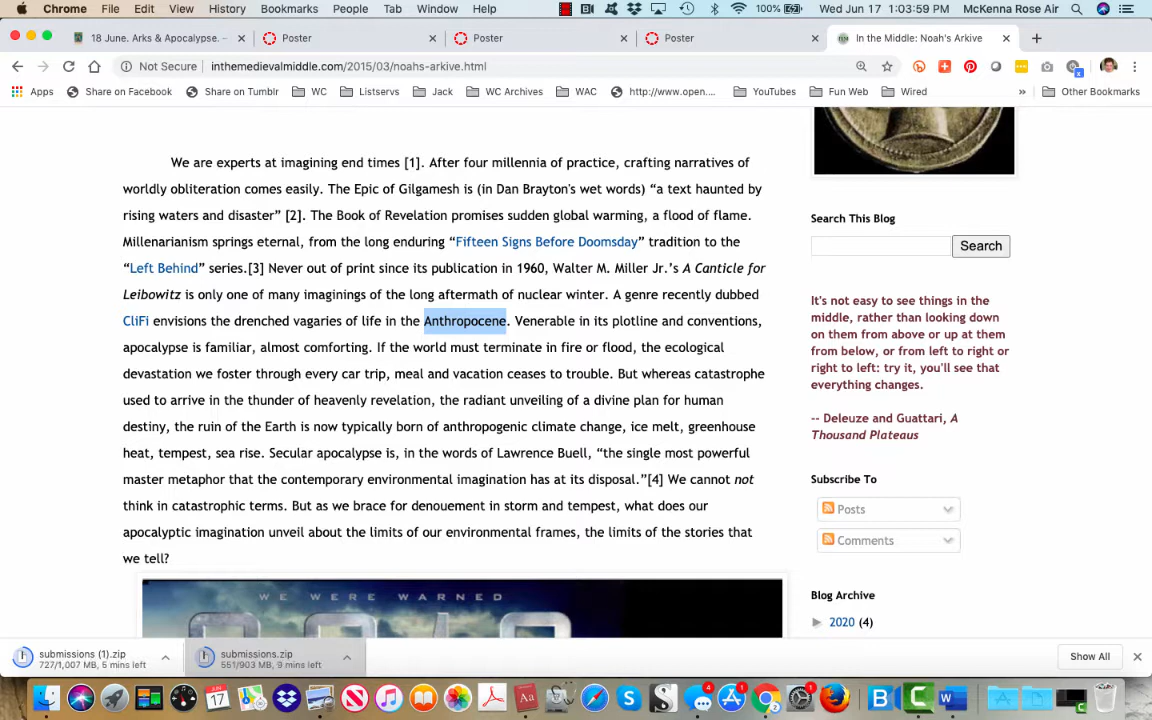 Chrome File Edit View History Bookmarks People Tab Window Help 100% Wed Jun 17 1:03:59 PM McKenna Rose Air
18 June. Arks & Apocalypse. – Poster Poster Poster In the Middle: Noah's Arkive
Not Secure inthemedievalmiddle.com/2015/03/noahs-arkive.html
Apps Share on Facebook Share on Tumblr WC Listservs Jack WC Archives WAC http://www.open.... YouTubes Fun Web Wired » Other Bookmarks
We are experts at imagining end times [1]. After four millennia of practice, crafting narratives of
worldly obliteration comes easily. The Epic of Gilgamesh is (in Dan Brayton's wet words) “a text haunted by
rising waters and disaster” [2]. The Book of Revelation promises sudden global warming, a flood of flame.
Millenarianism springs eternal, from the long enduring “Fifteen Signs Before Doomsday” tradition to the
“Left Behind” series.[3] Never out of print since its publication in 1960, Walter M. Miller Jr.’s A Canticle for
Leibowitz is only one of many imaginings of the long aftermath of nuclear winter. A genre recently dubbed
CliFi envisions the drenched vagaries of life in the Anthropocene. Venerable in its plotline and conventions,
apocalypse is familiar, almost comforting. If the world must terminate in fire or flood, the ecological
devastation we foster through every car trip, meal and vacation ceases to trouble. But whereas catastrophe
used to arrive in the thunder of heavenly revelation, the radiant unveiling of a divine plan for human
destiny, the ruin of the Earth is now typically born of anthropogenic climate change, ice melt, greenhouse
heat, tempest, sea rise. Secular apocalypse is, in the words of Lawrence Buell, “the single most powerful
master metaphor that the contemporary environmental imagination has at its disposal.”[4] We cannot not
think in catastrophic terms. But as we brace for denouement in storm and tempest, what does our
apocalyptic imagination unveil about the limits of our environmental frames, the limits of the stories that
we tell?
WE WERE WARNED
Search This Blog
Search
It's not easy to see things in the
middle, rather than looking down
on them from above or up at them
from below, or from left to right or
right to left: try it, you'll see that
everything changes.
-- Deleuze and Guattari, A
Thousand Plateaus
Subscribe To
Posts
Comments
Blog Archive
2020 (4)
submissions (1).zip
727/1,007 MB, 5 mins left
submissions.zip
551/903 MB, 9 mins left
Show All
17
4
1
1